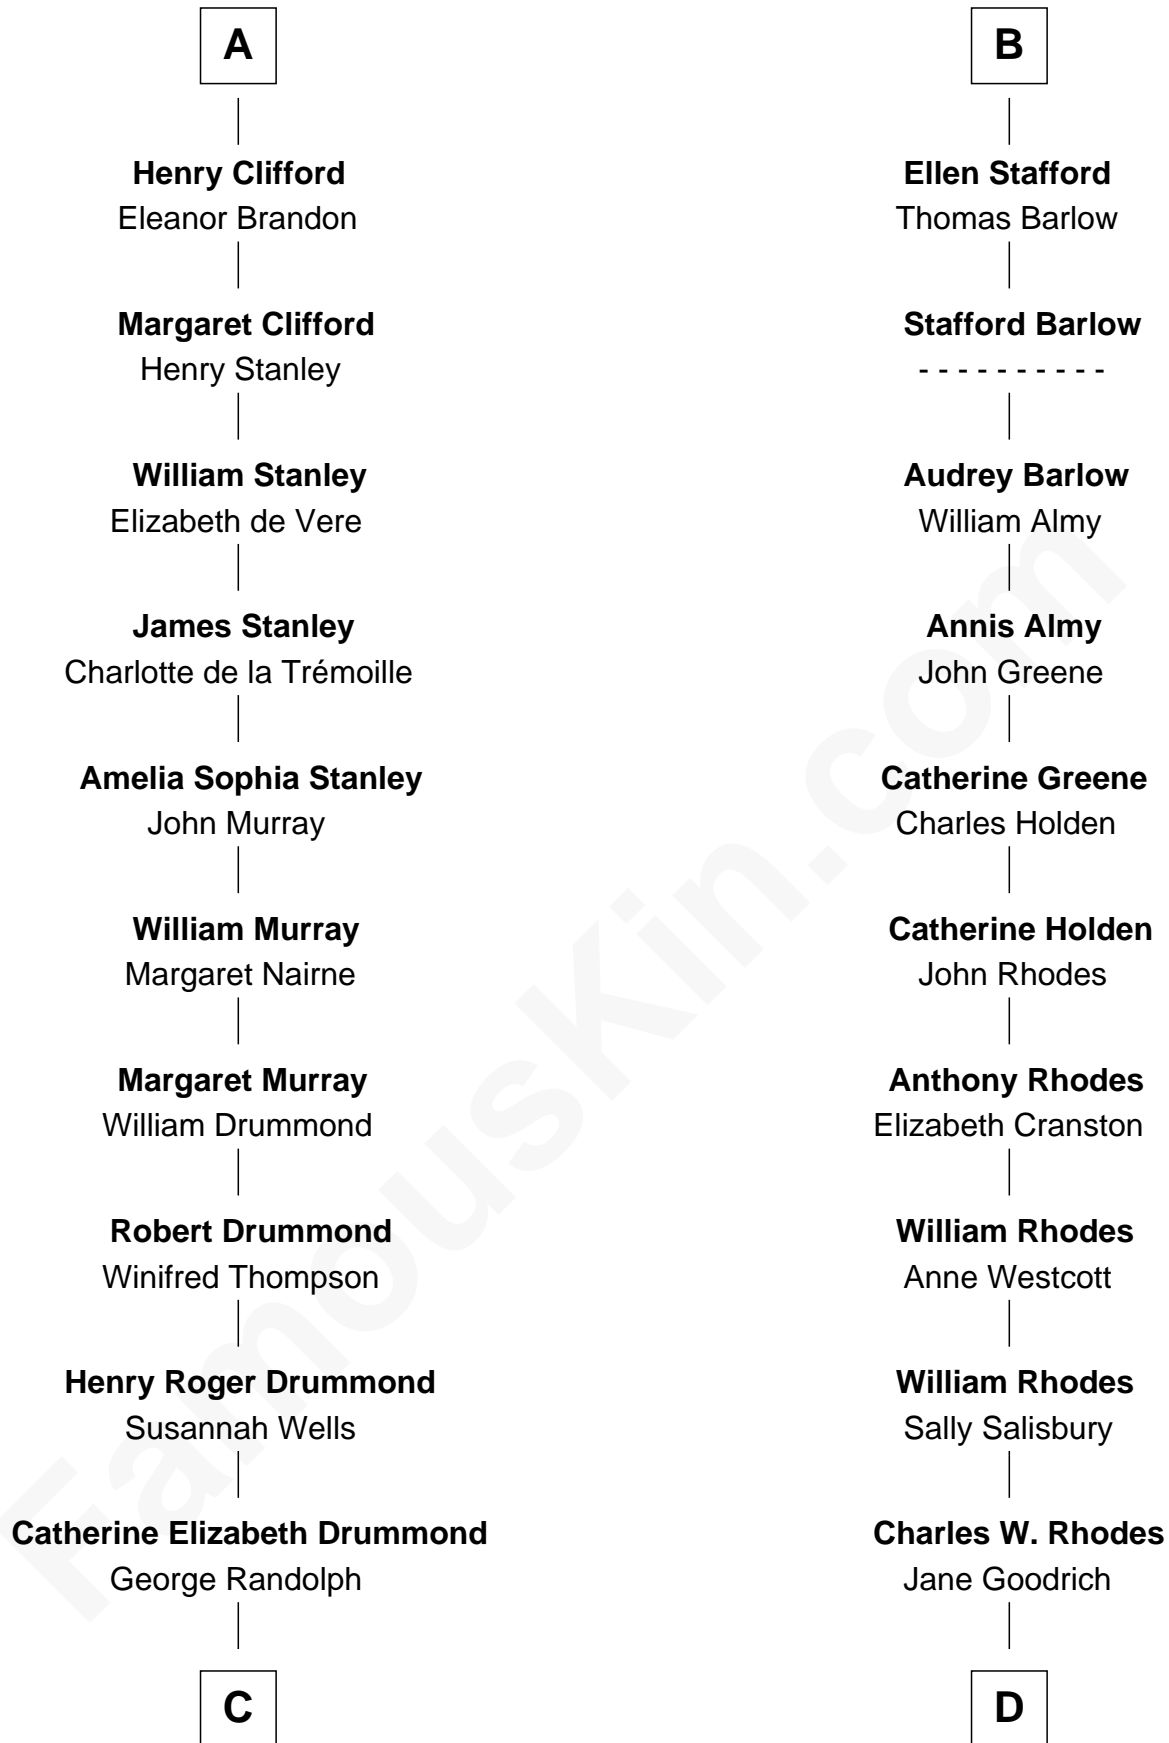 A
Henry Clifford
Eleanor Brandon
Margaret Clifford
Henry Stanley
William Stanley
Elizabeth de Vere
James Stanley
Charlotte de la Trémoille
Amelia Sophia Stanley
John Murray
William Murray
Margaret Nairne
Margaret Murray
William Drummond
Robert Drummond
Winifred Thompson
Henry Roger Drummond
Susannah Wells
Catherine Elizabeth Drummond
George Randolph
C
B
Ellen Stafford
Thomas Barlow
Stafford Barlow
- - - - - - - - - -
Audrey Barlow
William Almy
Annis Almy
John Greene
Catherine Greene
Charles Holden
Catherine Holden
John Rhodes
Anthony Rhodes
Elizabeth Cranston
William Rhodes
Anne Westcott
William Rhodes
Sally Salisbury
Charles W. Rhodes
Jane Goodrich
D
FamousKin.com